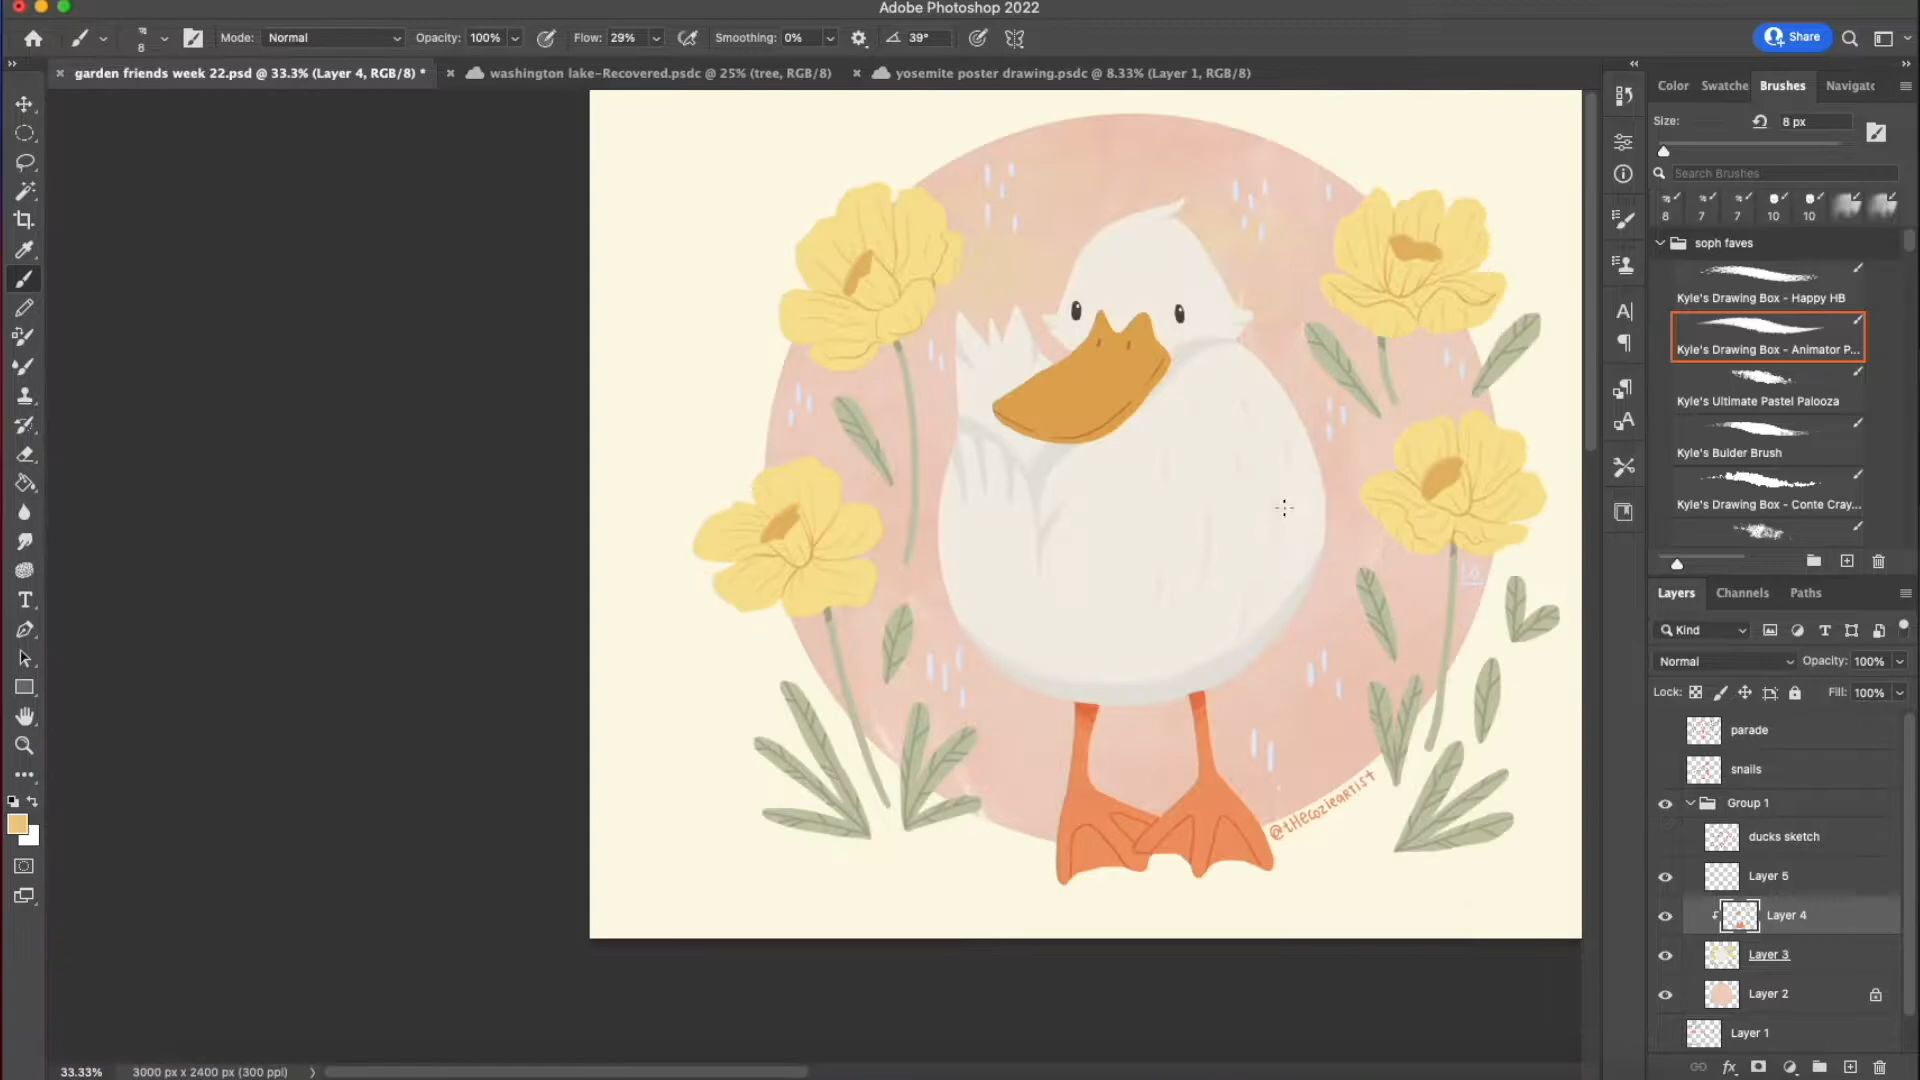 Adobe Photoshop 2022
8
Mode: Normal
Opacity: 100%
Flow: 29%
Smoothing: 0%
39°
Share
garden friends week 22.psd @ 33.3% (Layer 4, RGB/8) *
washington lake-Recovered.psdc @ 25% (tree, RGB/8)
yosemite poster drawing.psdc @ 8.33% (Layer 1, RGB/8)
Color
Swatche
Brushes
Navigatc
Size:
8 px
Search Brushes
8 7 7 10 10
soph faves
Kyle's Drawing Box - Happy HB
Kyle's Drawing Box - Animator P...
Kyle's Ultimate Pastel Palooza
Kyle's Bulder Brush
Kyle's Drawing Box - Conte Cray...
Layers
Channels
Paths
Kind
Normal
Opacity: 100%
Lock:
Fill: 100%
parade
snails
Group 1
ducks sketch
Layer 5
Layer 4
Layer 3
Layer 2
Layer 1
@tHecozieartist
33.33%
3000 px x 2400 px (300 ppi)